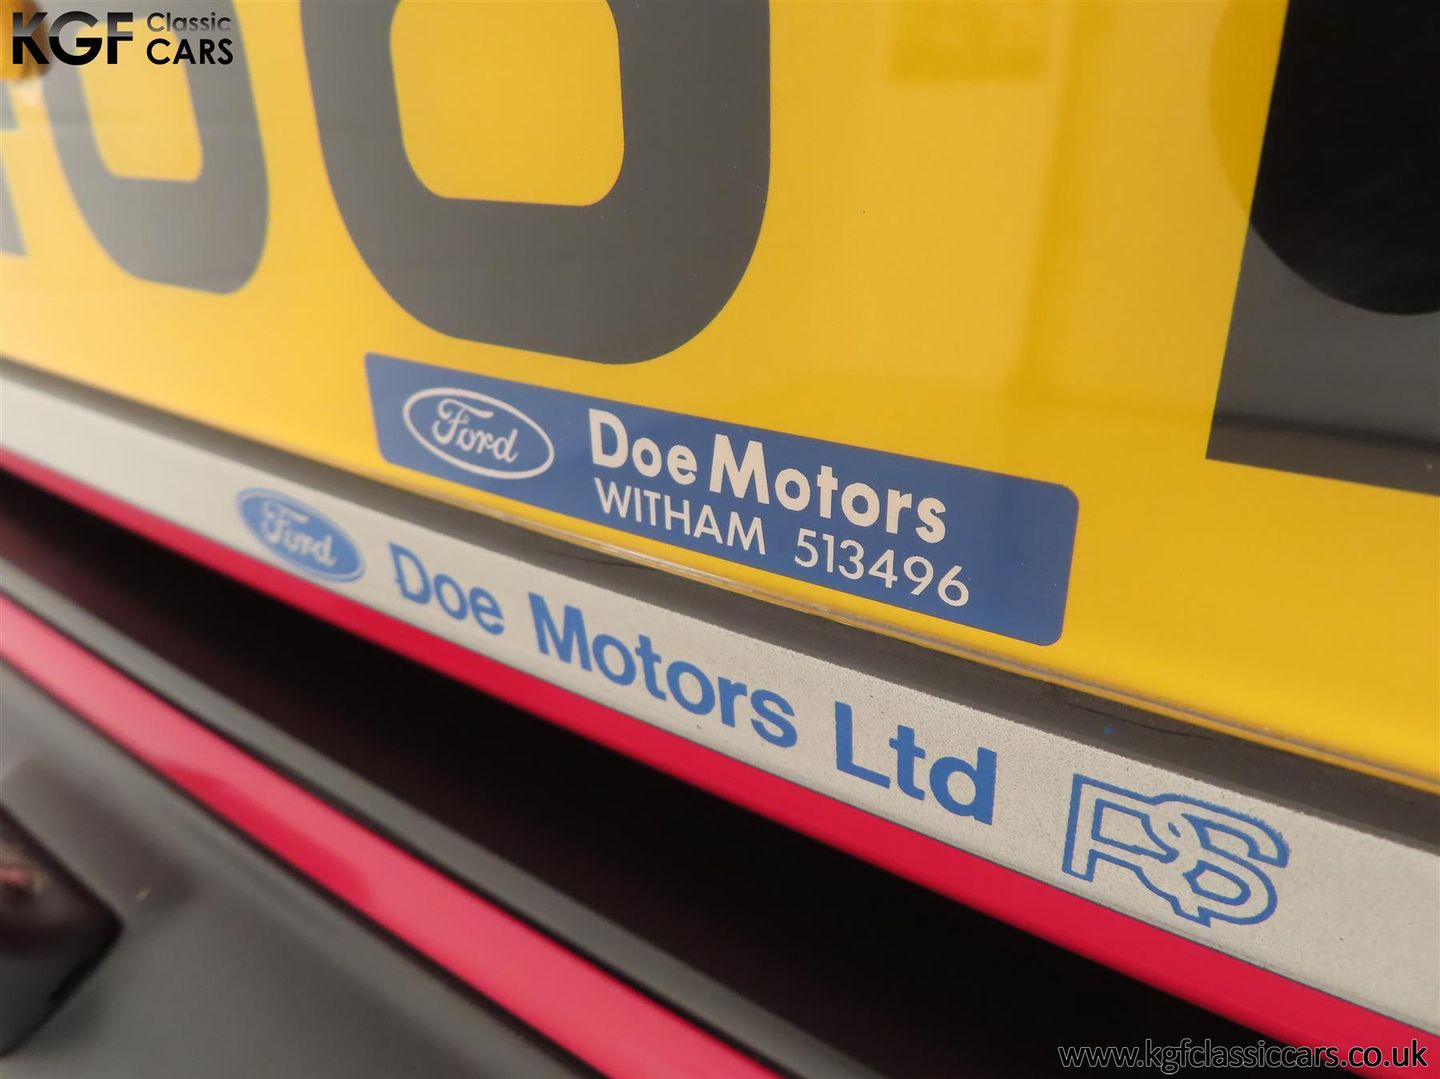 KGF Classic CARS
Ford Doe Motors
WITHAM 513496
Ford Doe Motors Ltd RS
www.kgfclassiccars.co.uk